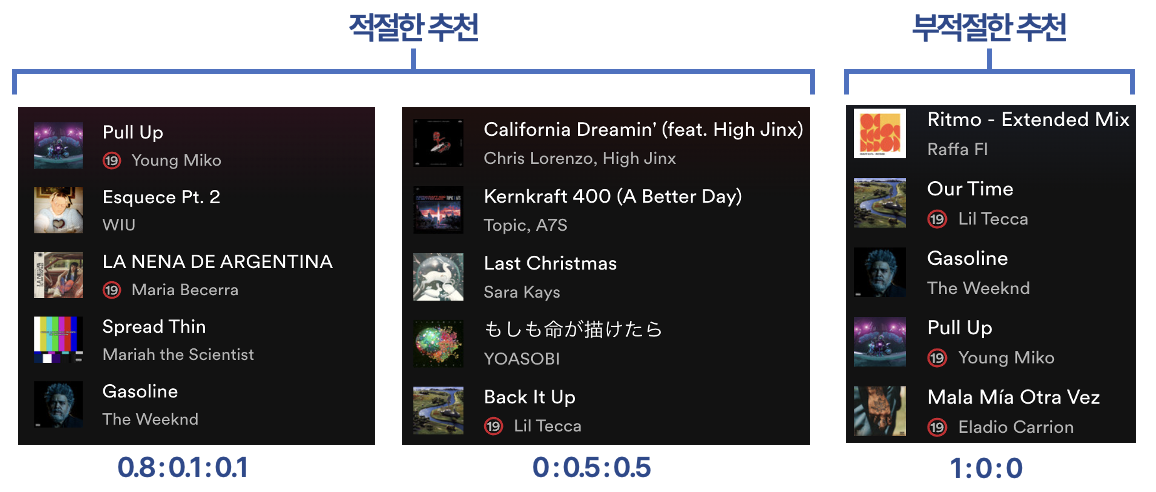 적절한 추천
부적절한 추천
Pull Up
19 Young Miko
Esquece Pt. 2
WIU
LA NENA DE ARGENTINA
19 Maria Becerra
Spread Thin
Mariah the Scientist
Gasoline
The Weeknd
0.8:0.1:0.1
California Dreamin' (feat. High Jinx)
Chris Lorenzo, High Jinx
Kernkraft 400 (A Better Day)
Topic, A7S
Last Christmas
Sara Kays
もしも命が描けたら
YOASOBI
Back It Up
19 Lil Tecca
0:0.5:0.5
Ritmo - Extended Mix
Raffa Fl
Our Time
19 Lil Tecca
Gasoline
The Weeknd
Pull Up
19 Young Miko
Mala Mía Otra Vez
19 Eladio Carrion
1:0:0